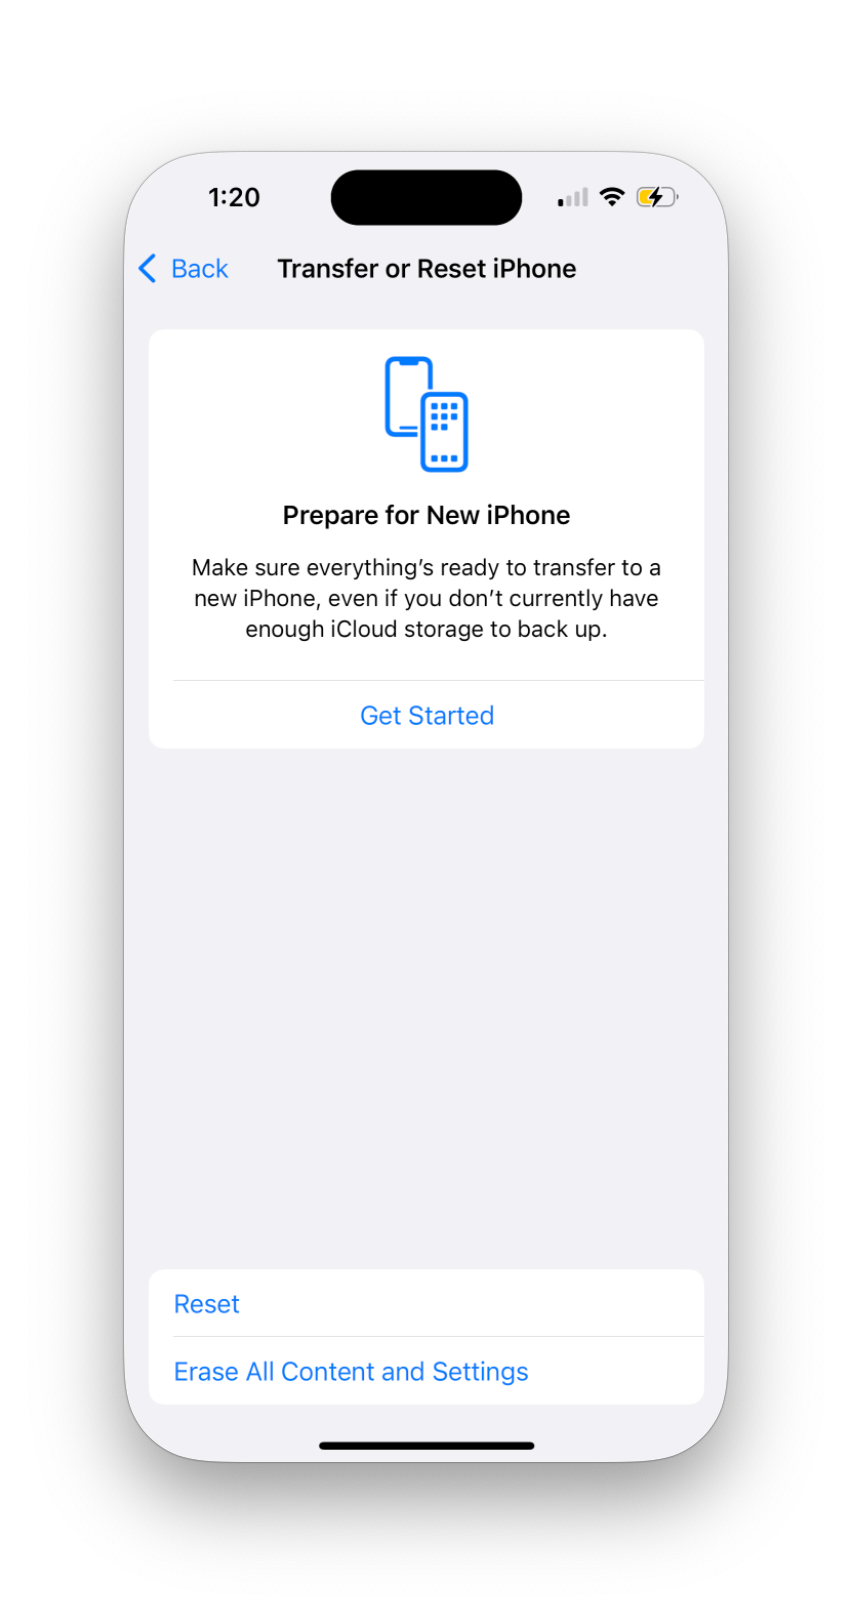 1:20
Back
Transfer or Reset iPhone
Prepare for New iPhone
Make sure everything’s ready to transfer to a
new iPhone, even if you don’t currently have
enough iCloud storage to back up.
Get Started
Reset
Erase All Content and Settings